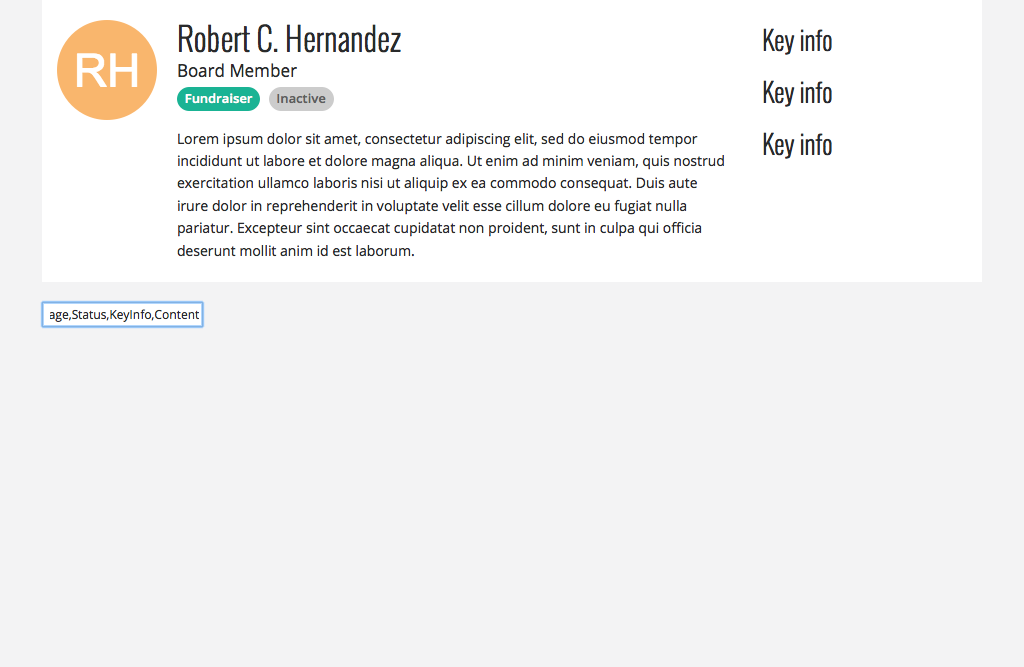 RH
Robert C. Hernandez
Board Member
Fundraiser Inactive
Lorem ipsum dolor sit amet, consectetur adipiscing elit, sed do eiusmod tempor
incididunt ut labore et dolore magna aliqua. Ut enim ad minim veniam, quis nostrud
exercitation ullamco laboris nisi ut aliquip ex ea commodo consequat. Duis aute
irure dolor in reprehenderit in voluptate velit esse cillum dolore eu fugiat nulla
pariatur. Excepteur sint occaecat cupidatat non proident, sunt in culpa qui officia
deserunt mollit anim id est laborum.
Key info
Key info
Key info
age,Status,KeyInfo,Content